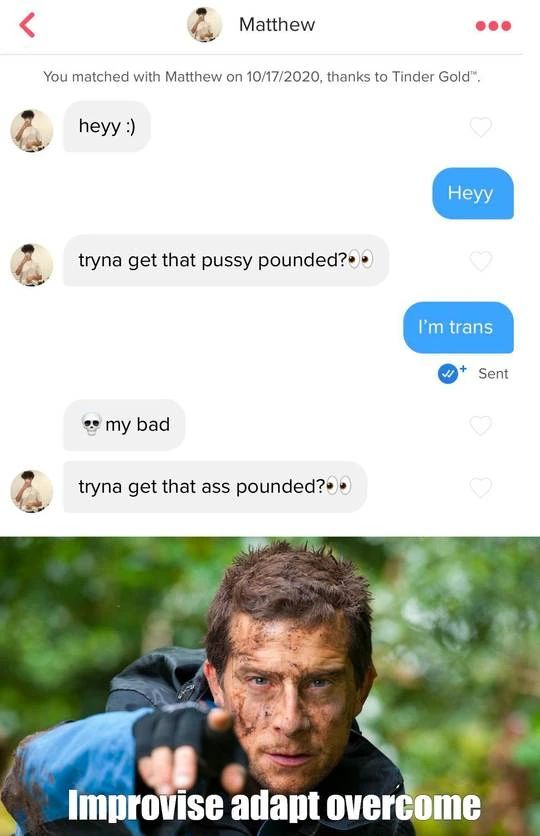 Matthew
You matched with Matthew on 10/17/2020, thanks to Tinder Gold™.
heyy :)
Heyy
tryna get that pussy pounded?👀
I'm trans
Sent
💀my bad
tryna get that ass pounded?👀
Improvise adapt overcome